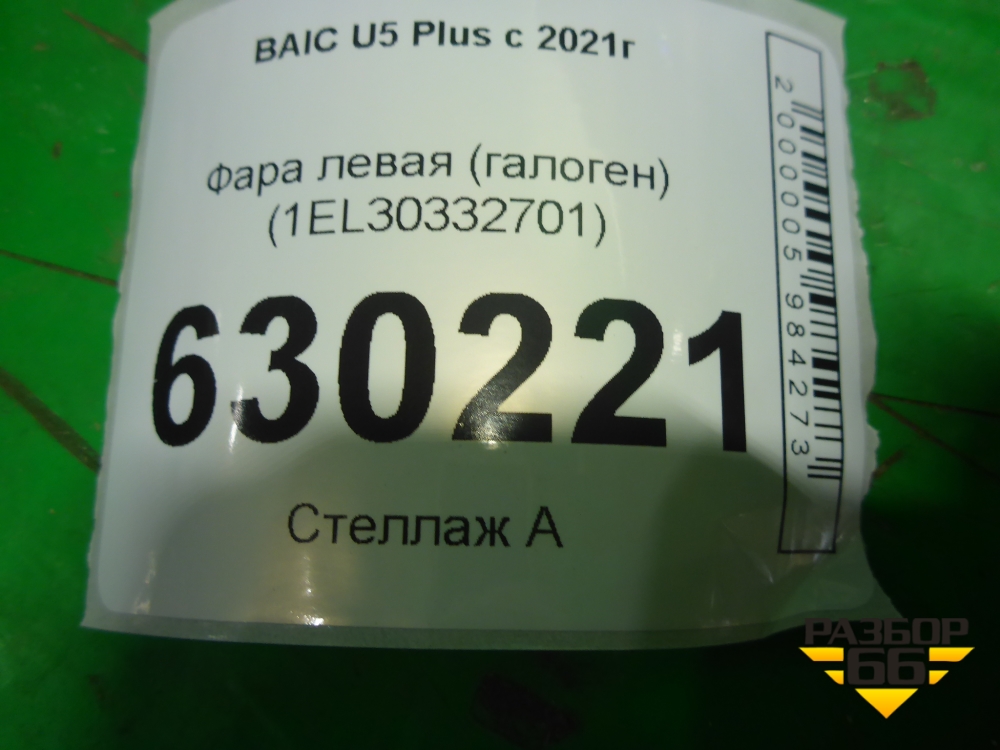 BAIC U5 Plus с 2021г
Фара левая (галоген)
(1EL30332701)
630221
Стеллаж А
2000005984273
РАЗБОР
66